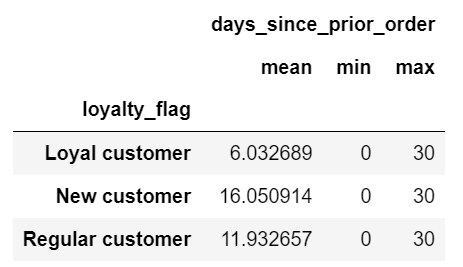 days_since_prior_order
mean min max
loyalty_flag
Loyal customer 6.032689 0 30
New customer 16.050914 0 30
Regular customer 11.932657 0 30